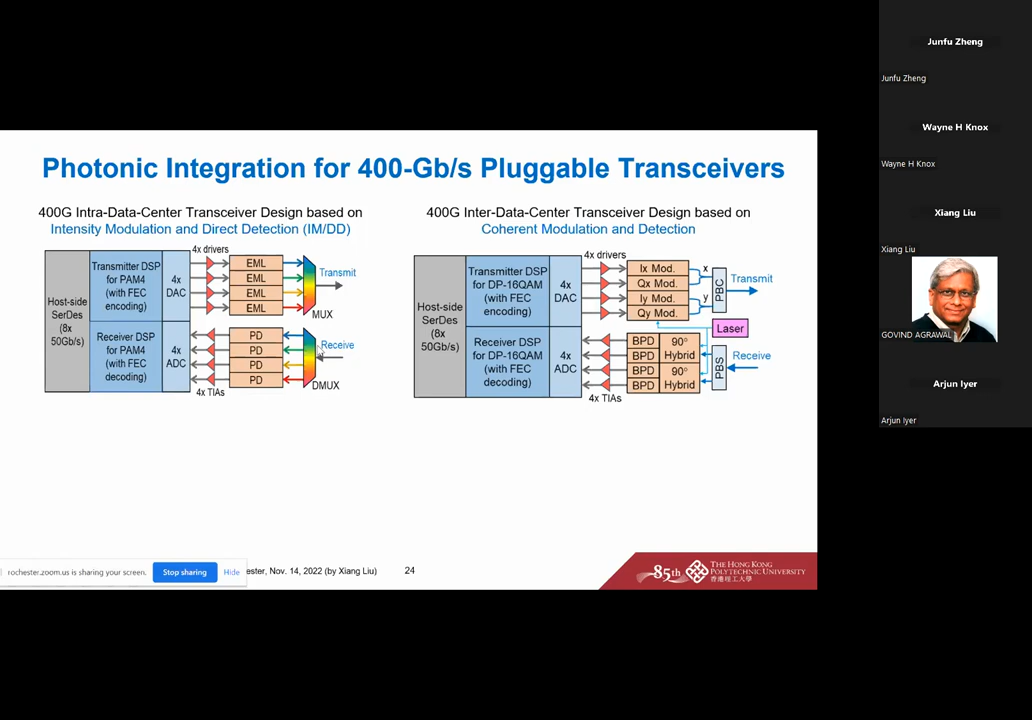 Photonic Integration for 400-Gb/s Pluggable Transceivers
400G Intra-Data-Center Transceiver Design based on
Intensity Modulation and Direct Detection (IM/DD)
4x drivers
Host-side
SerDes
(8x
50Gb/s)
Transmitter DSP
for PAM4
(with FEC
encoding)
4x
DAC
EML
EML
EML
EML
Transmit
MUX
Receiver DSP
for PAM4
(with FEC
decoding)
4x
ADC
PD
PD
PD
PD
Receive
DMUX
4x TIAs
400G Inter-Data-Center Transceiver Design based on
Coherent Modulation and Detection
4x drivers
Host-side
SerDes
(8x
50Gb/s)
Transmitter DSP
for DP-16QAM
(with FEC
encoding)
4x
DAC
Ix Mod.
Qx Mod.
Iy Mod.
Qy Mod.
x
y
PBC
Transmit
Laser
Receiver DSP
for DP-16QAM
(with FEC
decoding)
4x
ADC
BPD
BPD
BPD
BPD
90°
Hybrid
90°
Hybrid
PBS
Receive
4x TIAs
rochester.zoom.us is sharing your screen.
Stop sharing
Hide
ester, Nov. 14, 2022 (by Xiang Liu)
24
85th
THE HONG KONG
POLYTECHNIC UNIVERSITY
香港理工大學
Junfu Zheng
Junfu Zheng
Wayne H Knox
Wayne H Knox
Xiang Liu
Xiang Liu
GOVIND AGRAWAL
Arjun Iyer
Arjun Iyer